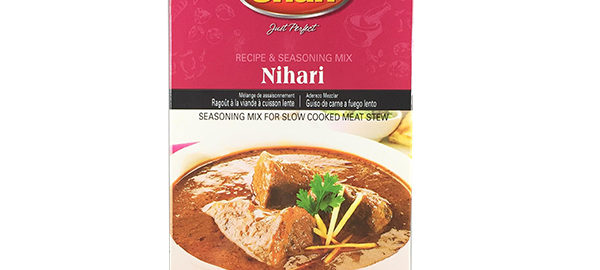 Just Perfect
RECIPE & SEASONING MIX
Nihari
Mélange de assaisonnement
Ragoût à la viande à cuisson lente
Aderezo Mezclar
Guiso de carne a fuego lento
SEASONING MIX FOR SLOW COOKED MEAT STEW